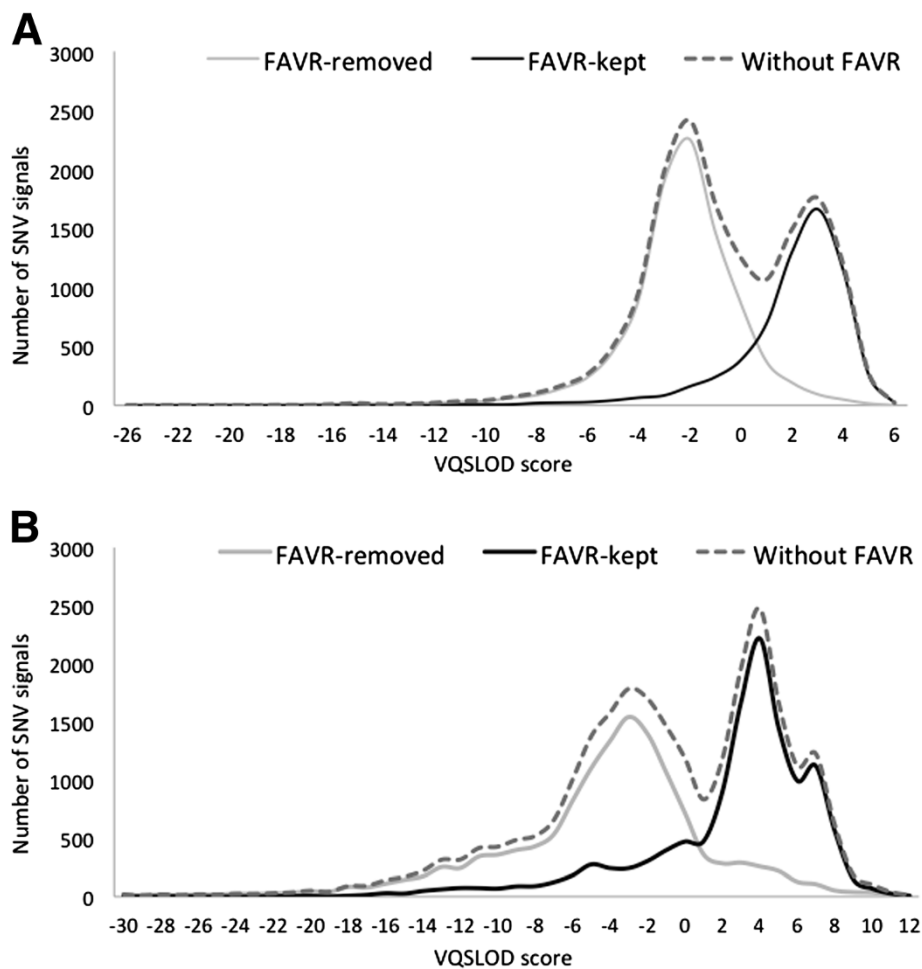 A
FAVR-removed FAVR-kept Without FAVR
Number of SNV signals
3000
2500
2000
1500
1000
500
0
-26 -22 -20 -18 -16 -14 -12 -10 -8 -6 -4 -2 0 2 4 6
VQSLOD score
B
FAVR-removed FAVR-kept Without FAVR
Number of SNV signals
3000
2500
2000
1500
1000
500
0
-30 -28 -26 -24 -22 -20 -18 -16 -14 -12 -10 -8 -6 -4 -2 0 2 4 6 8 10 12
VQSLOD score